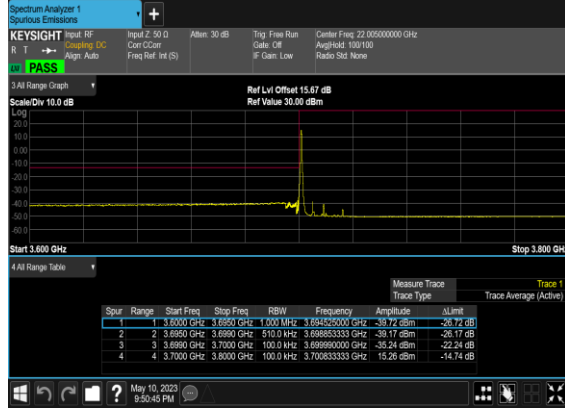 Spectrum Analyzer 1
Spurious Emissions
KEYSIGHT
R T
PASS
Input: RF
Coupling: DC
Align: Auto
Input Z: 50 Ω
Corr CCorr
Freq Ref: Int (S)
Atten: 30 dB
Trig: Free Run
Gate: Off
IF Gain: Low
Center Freq: 22.005000000 GHz
Avg|Hold: 100/100
Radio Std: None
3 All Range Graph
Scale/Div 10.0 dB
Ref Lvl Offset 15.67 dB
Ref Value 30.00 dBm
Log
20.0
10.0
0.00
-10.0
-20.0
-30.0
-40.0
-50.0
-60.0
Start 3.600 GHz
Stop 3.800 GH
4 All Range Table
Measure Trace Trace 1
Trace Type Trace Average (Active)
Spur Range Start Freq Stop Freq RBW Frequency Amplitude ΔLimit
1 1 3.6000 GHz 3.6950 GHz 1.000 MHz 3.694525000 GHz -39.72 dBm -26.72 dB
2 2 3.6950 GHz 3.6990 GHz 510.0 kHz 3.698853333 GHz -39.17 dBm -26.17 dB
3 3 3.6990 GHz 3.7000 GHz 100.0 kHz 3.699990000 GHz -35.24 dBm -22.24 dB
4 4 3.7000 GHz 3.8000 GHz 100.0 kHz 3.700833333 GHz 15.26 dBm -14.74 dB
May 10, 2023
9:50:45 PM